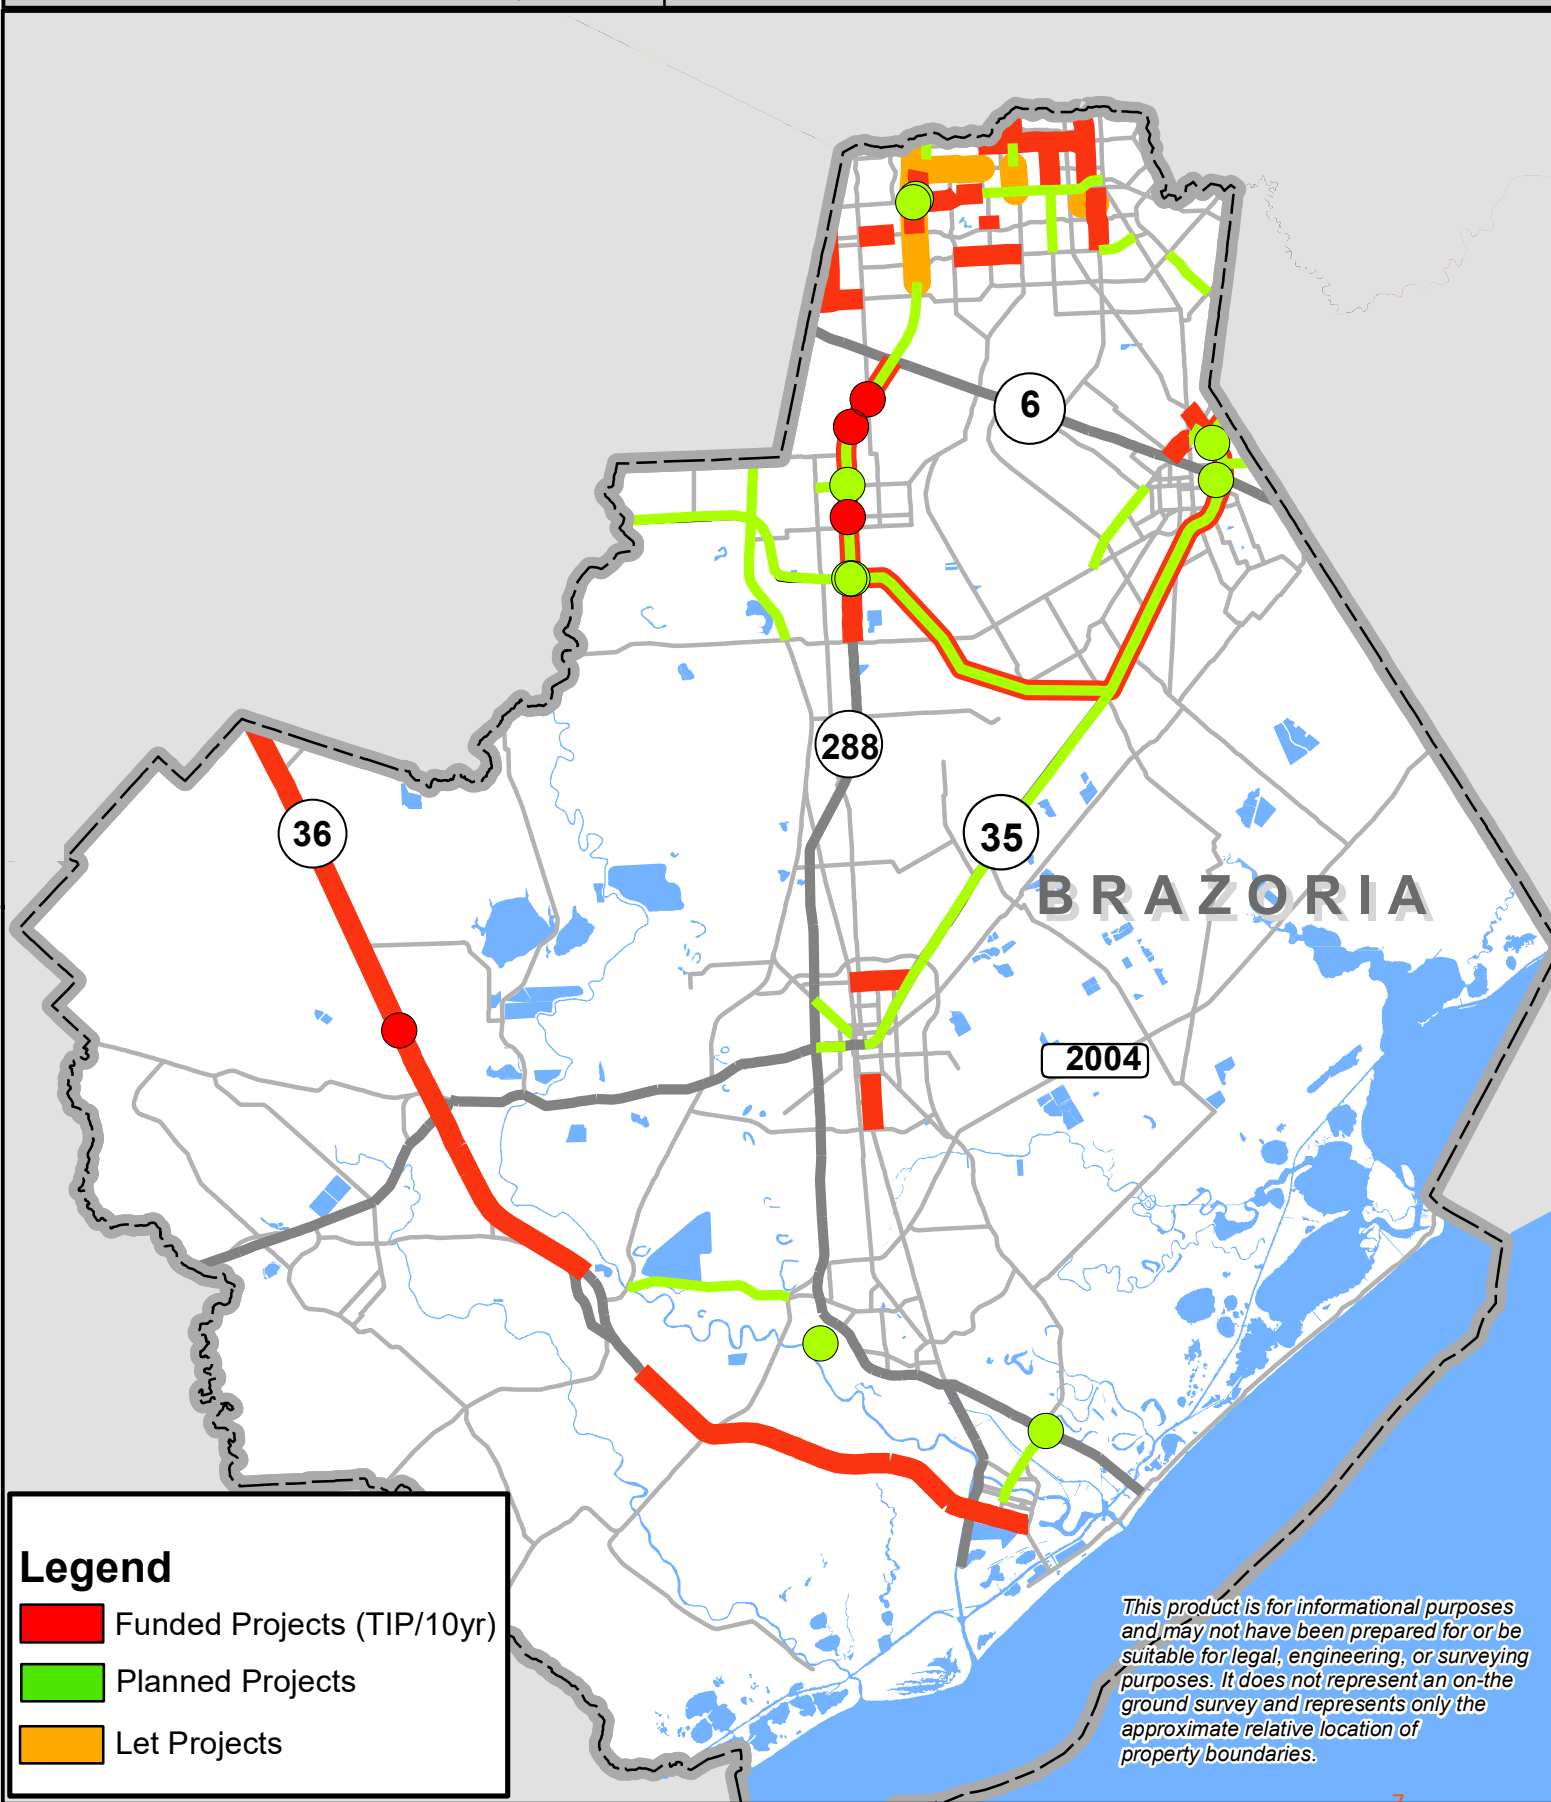 6
288
36
35
BRAZORIA
2004
Legend
Funded Projects (TIP/10yr)
Planned Projects
Let Projects
This product is for informational purposes
and may not have been prepared for or be
suitable for legal, engineering, or surveying
purposes. It does not represent an on-the
ground survey and represents only the
approximate relative location of
property boundaries.